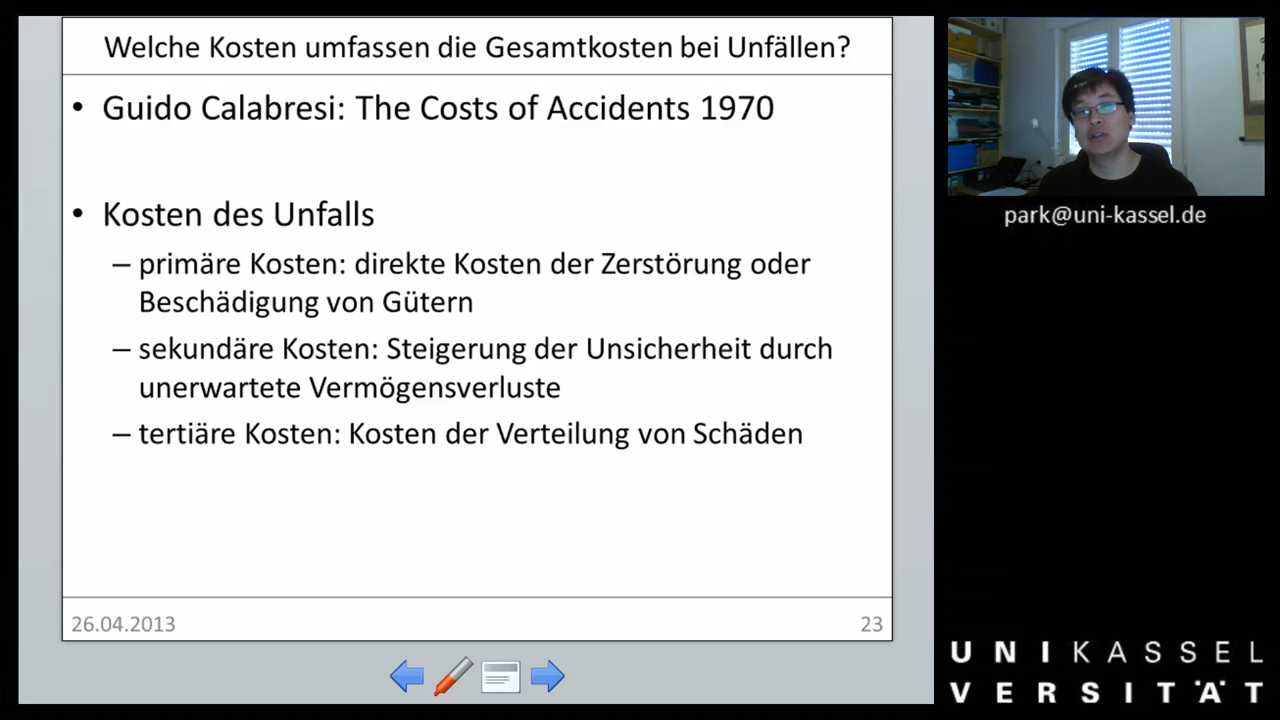 Welche Kosten umfassen die Gesamtkosten bei Unfällen?
• Guido Calabresi: The Costs of Accidents 1970
• Kosten des Unfalls
– primäre Kosten: direkte Kosten der Zerstörung oder
Beschädigung von Gütern
– sekundäre Kosten: Steigerung der Unsicherheit durch
unerwartete Vermögensverluste
– tertiäre Kosten: Kosten der Verteilung von Schäden
26.04.2013
23
park@uni-kassel.de
UNIKASSEL
VERSITÄT